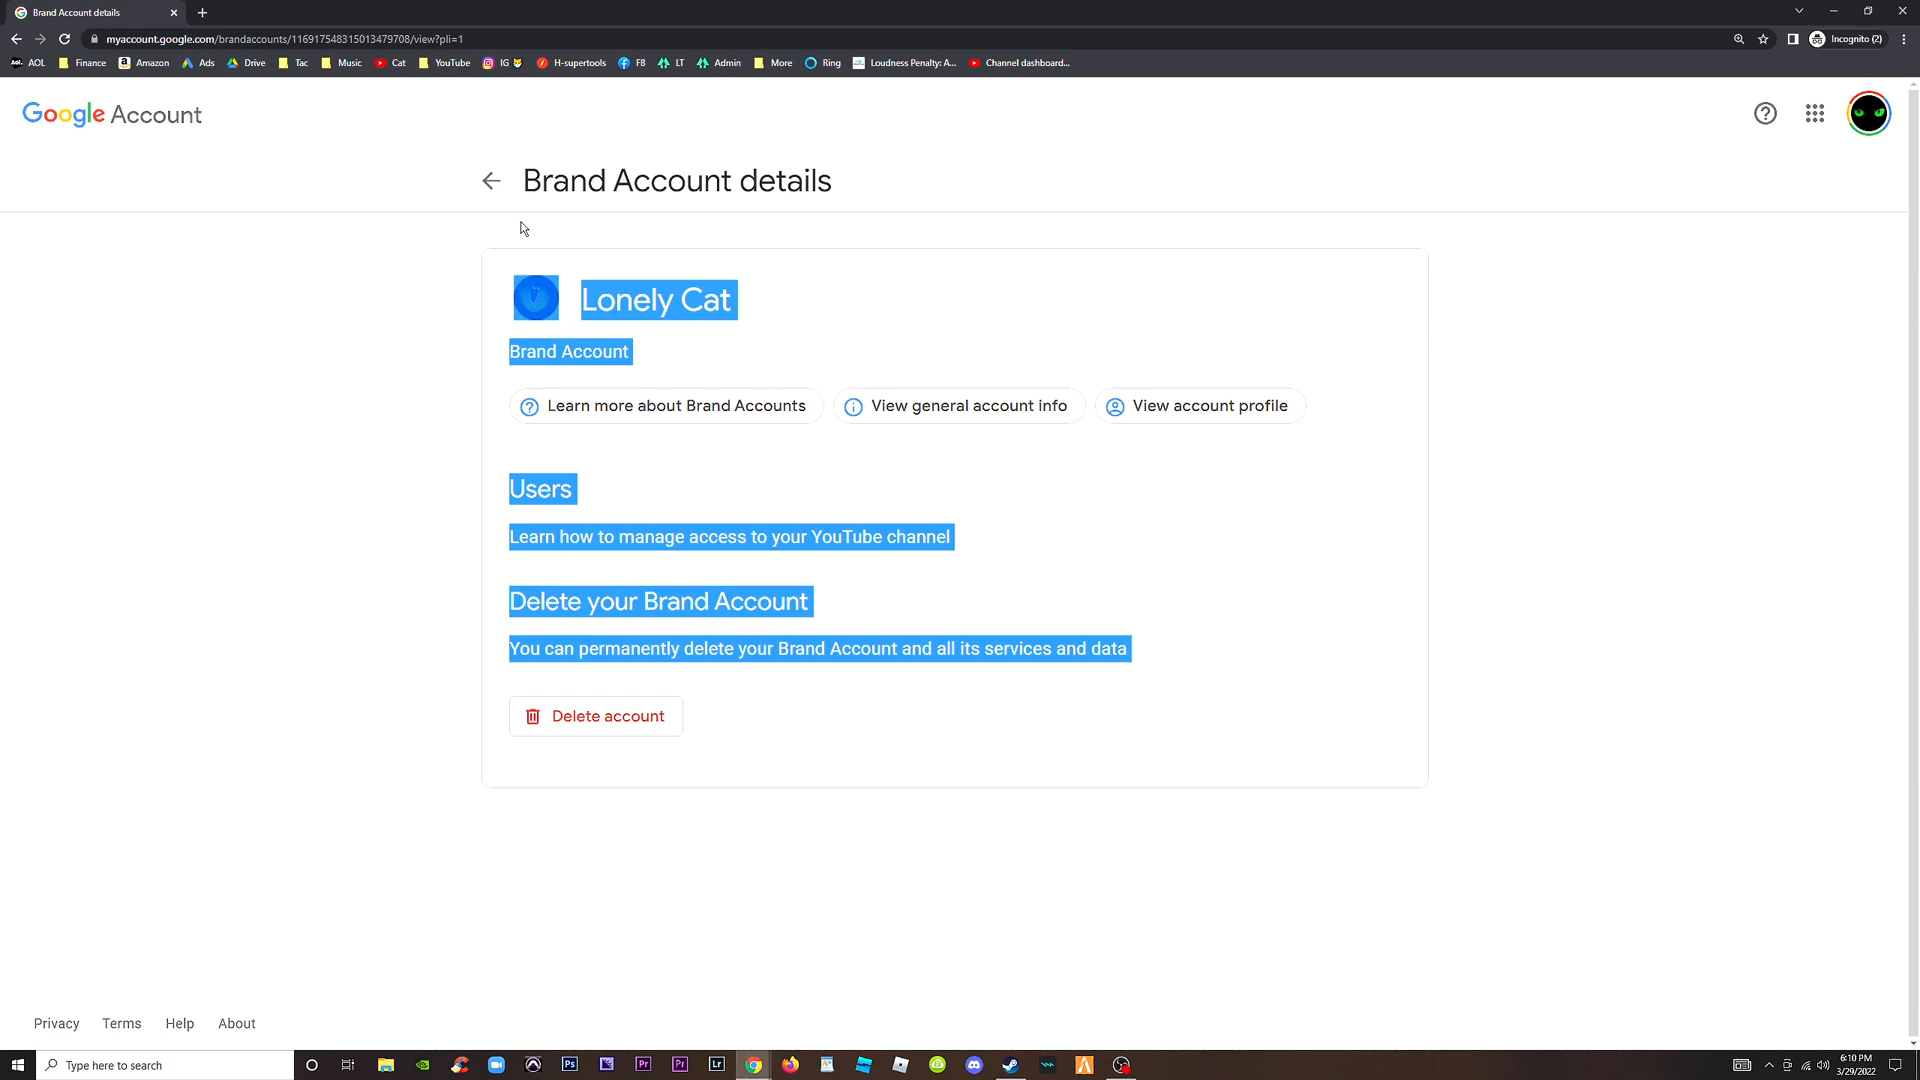 Brand Account details
myaccount.google.com/brandaccounts/116917548315013479708/view?pli=1
Incognito (2)
AOL Finance Amazon Ads Drive Tac Music Cat YouTube IG H-supertools FB LT Admin More Ring Loudness Penalty: A... Channel dashboard...
Google Account
Brand Account details
Lonely Cat
Brand Account
Learn more about Brand Accounts View general account info View account profile
Users
Learn how to manage access to your YouTube channel
Delete your Brand Account
You can permanently delete your Brand Account and all its services and data
Delete account
Privacy Terms Help About
Type here to search
Ps
Pr
Pr
Lr
6:10 PM
3/29/2022